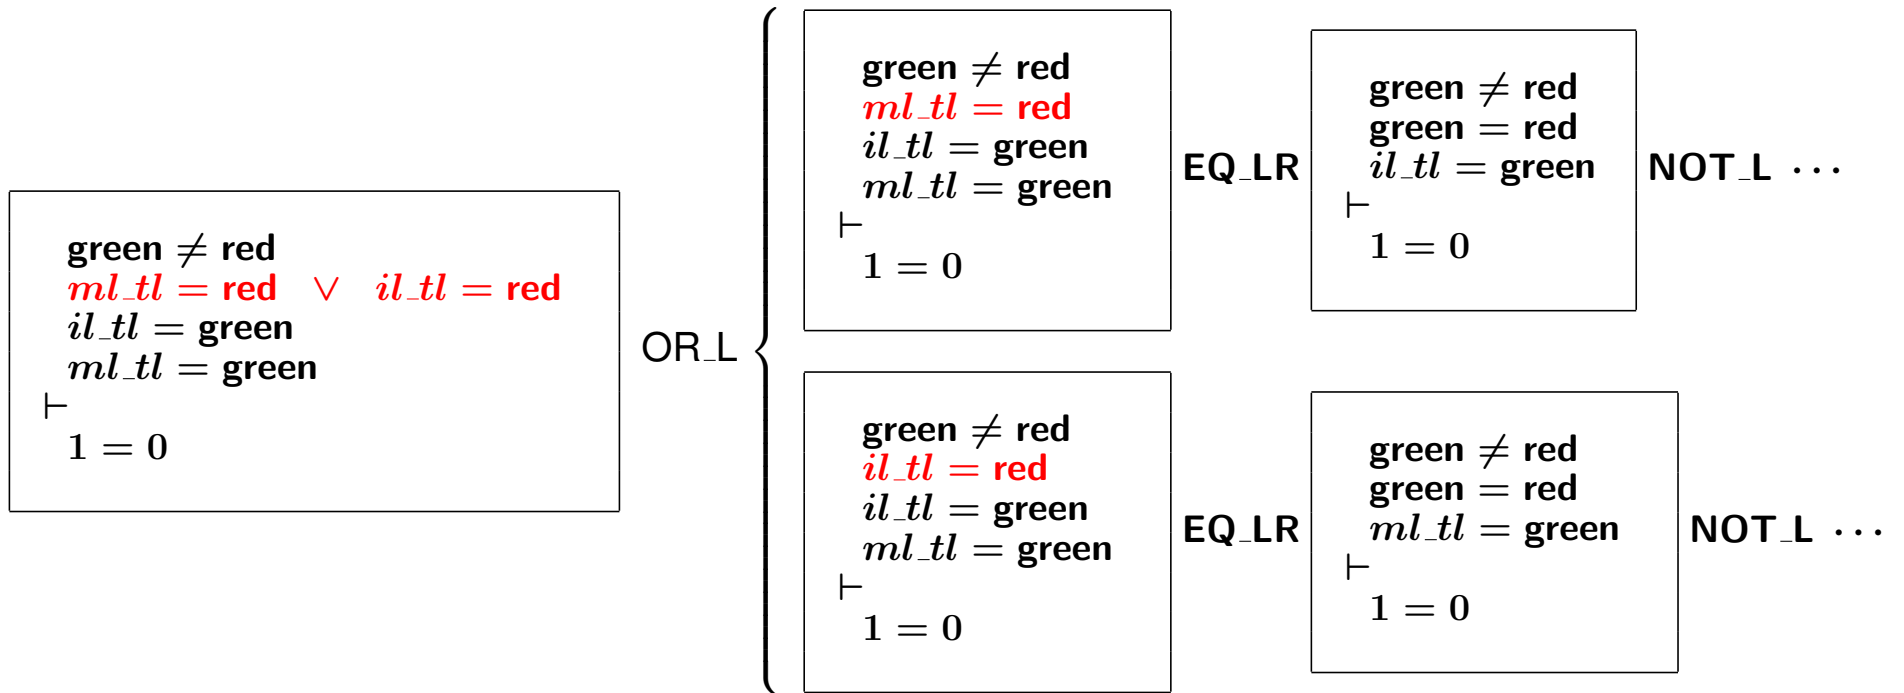 green ≠ red
ml_tl = red ∨ il_tl = red
il_tl = green
ml_tl = green
⊢
1 = 0
OR_L
green ≠ red
ml_tl = red
il_tl = green
ml_tl = green
⊢
1 = 0
EQ_LR
green ≠ red
green = red
il_tl = green
⊢
1 = 0
NOT_L ···
green ≠ red
il_tl = red
il_tl = green
ml_tl = green
⊢
1 = 0
EQ_LR
green ≠ red
green = red
ml_tl = green
⊢
1 = 0
NOT_L ···